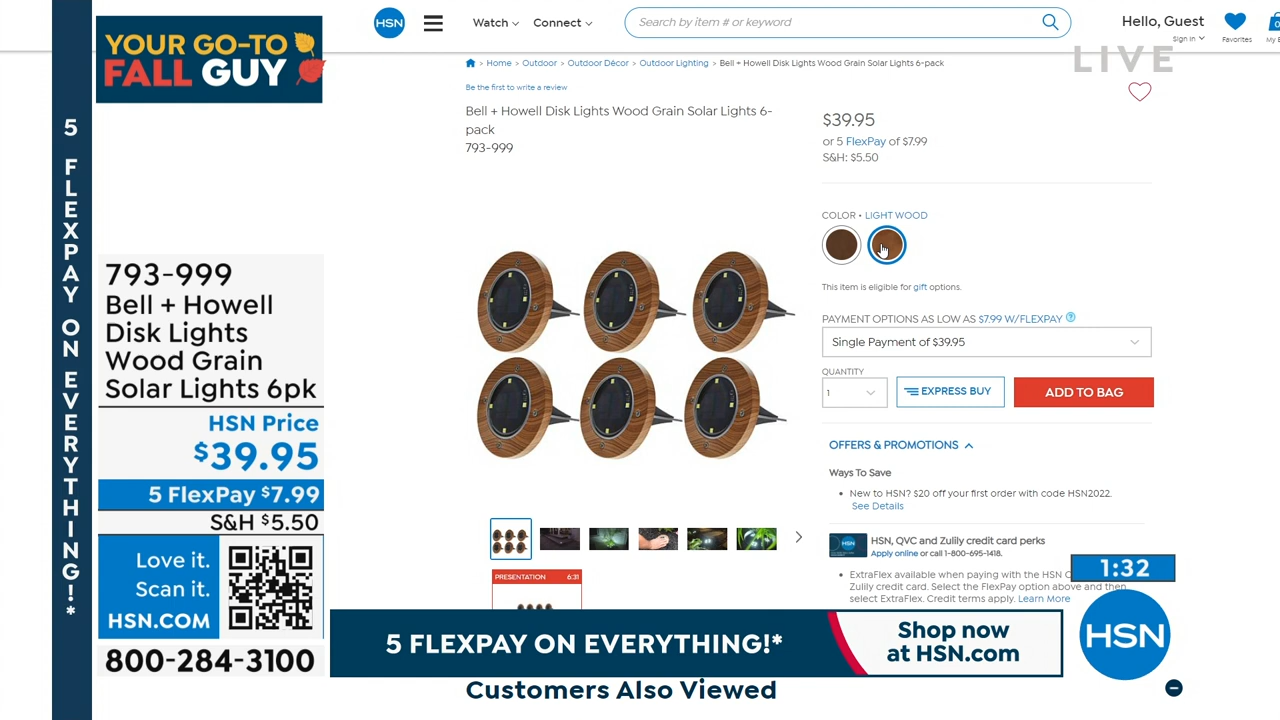 5 FLEXPAY ON EVERYTHING!*
YOUR GO-TO
FALL GUY
793-999
Bell + Howell
Disk Lights
Wood Grain
Solar Lights 6pk
HSN Price
$39.95
5 FlexPay $7.99
S&H $5.50
Love it.
Scan it.
HSN.COM
800-284-3100
HSN
Watch
Connect
Search by item # or keyword
Hello, Guest
Sign In
Favorites
LIVE
> Home > Outdoor > Outdoor Décor > Outdoor Lighting > Bell + Howell Disk Lights Wood Grain Solar Lights 6-pack
Be the first to write a review
Bell + Howell Disk Lights Wood Grain Solar Lights 6-
pack
793-999
$39.95
or 5 FlexPay of $7.99
S&H: $5.50
COLOR • LIGHT WOOD
This item is eligible for gift options.
PAYMENT OPTIONS AS LOW AS $7.99 W/FLEXPAY ?
Single Payment of $39.95
QUANTITY
1
EXPRESS BUY
ADD TO BAG
OFFERS & PROMOTIONS
Ways To Save
• New to HSN? $20 off your first order with code HSN2022.
See Details
HSN, QVC and Zulily credit card perks
Apply online or call 1-800-695-1418.
• ExtraFlex available when paying with the HSN
Zulily credit card. Select the FlexPay option above and then
select ExtraFlex. Credit terms apply. Learn More
1:32
PRESENTATION 6:31
5 FLEXPAY ON EVERYTHING!*
Shop now
at HSN.com
HSN
Customers Also Viewed